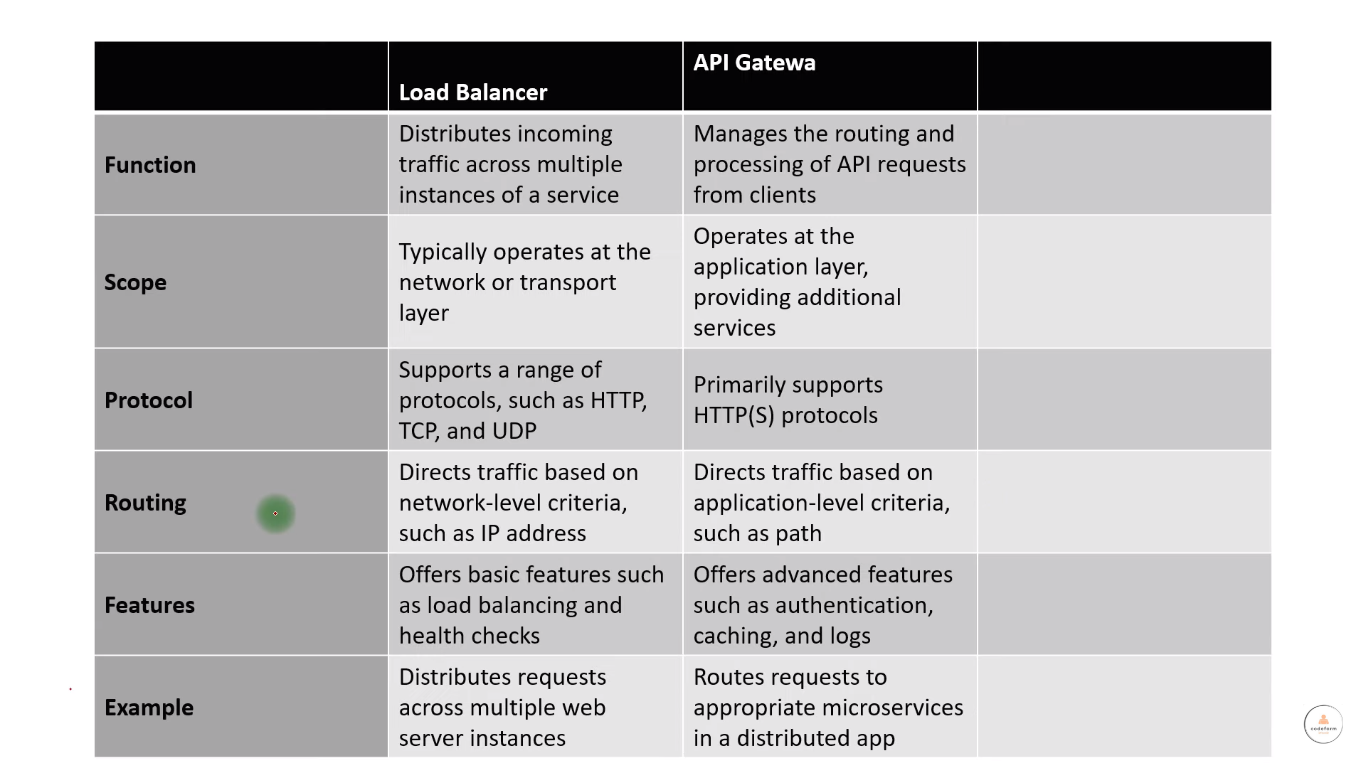 Load Balancer
API Gatewa
Function
Distributes incoming
traffic across multiple
instances of a service
Manages the routing and
processing of API requests
from clients
Scope
Typically operates at the
network or transport
layer
Operates at the
application layer,
providing additional
services
Protocol
Supports a range of
protocols, such as HTTP,
TCP, and UDP
Primarily supports
HTTP(S) protocols
Routing
Directs traffic based on
network-level criteria,
such as IP address
Directs traffic based on
application-level criteria,
such as path
Features
Offers basic features such
as load balancing and
health checks
Offers advanced features
such as authentication,
caching, and logs
Example
Distributes requests
across multiple web
server instances
Routes requests to
appropriate microservices
in a distributed app
codefarm